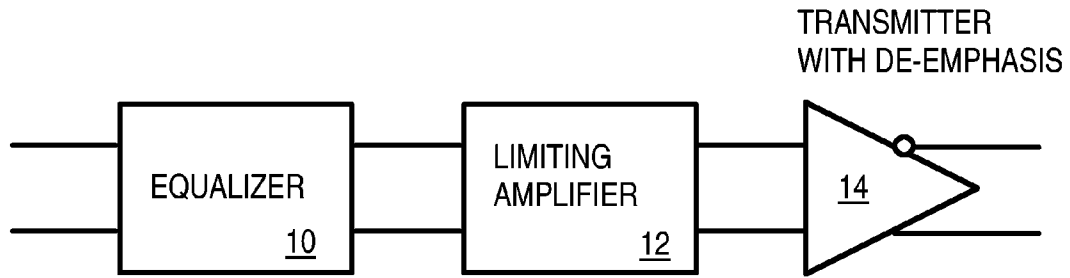 TRANSMITTER
WITH DE-EMPHASIS
EQUALIZER
10
LIMITING
AMPLIFIER
12
14